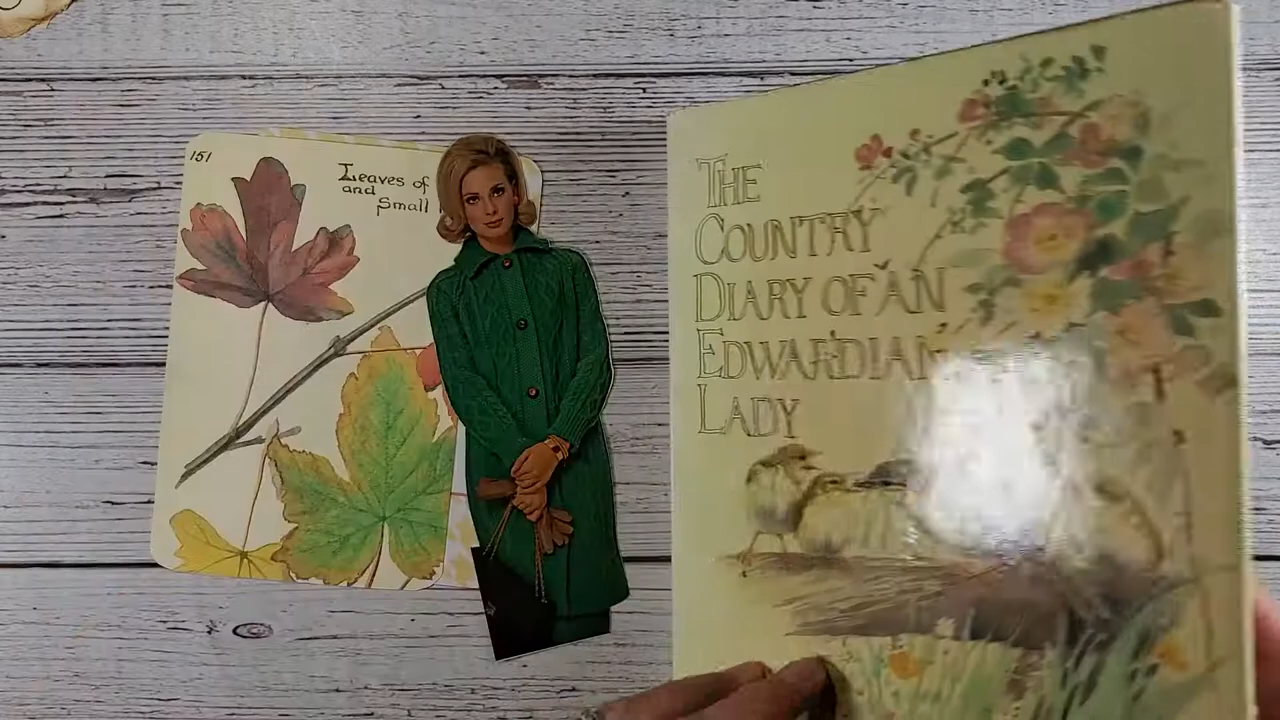 151
Leaves of
and
Small
THE
COUNTRY
DIARY OF AN
EDWARDIAN
LADY